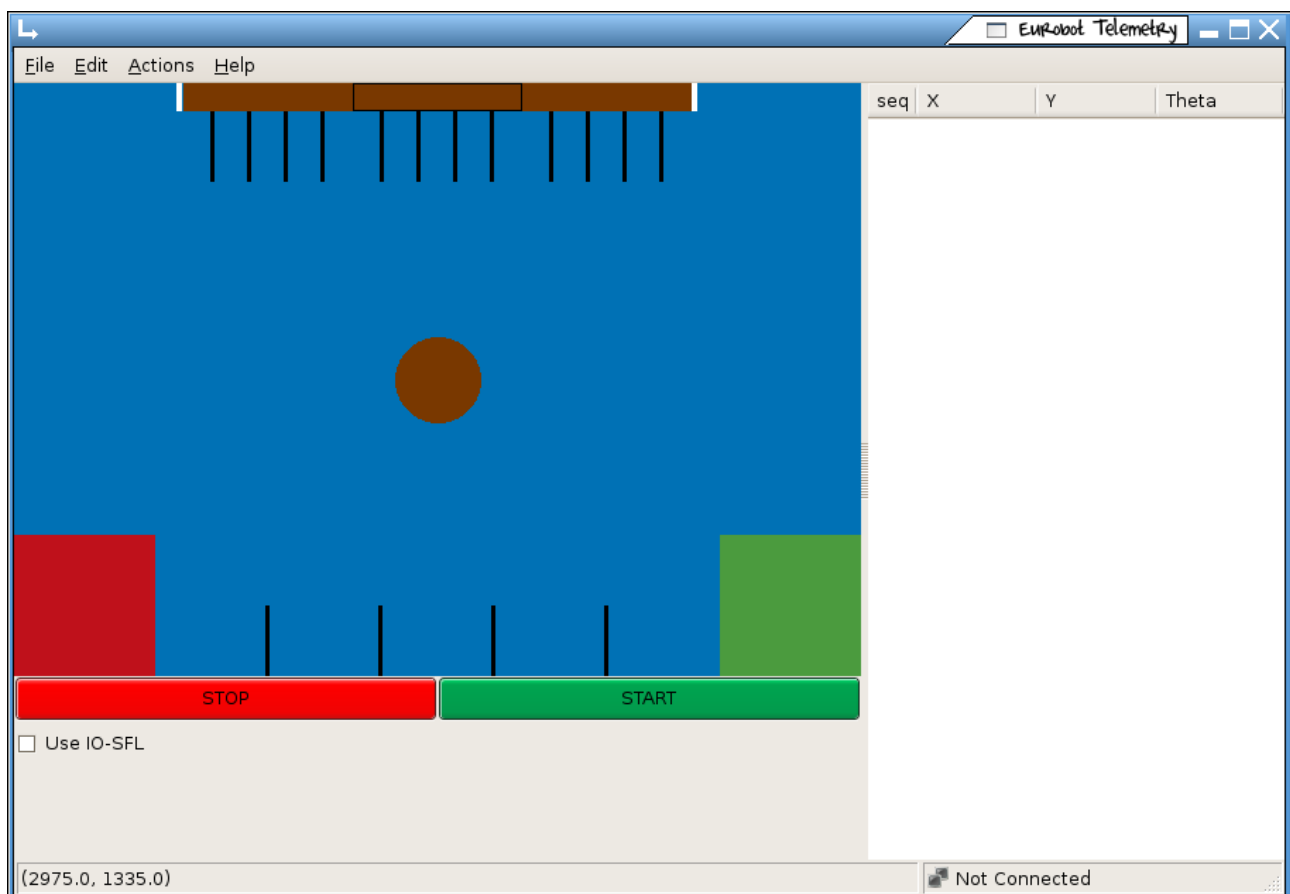 Eurobot Telemetry
File Edit Actions Help
seq X Y Theta
STOP START
Use IO-SFL
(2975.0, 1335.0) Not Connected